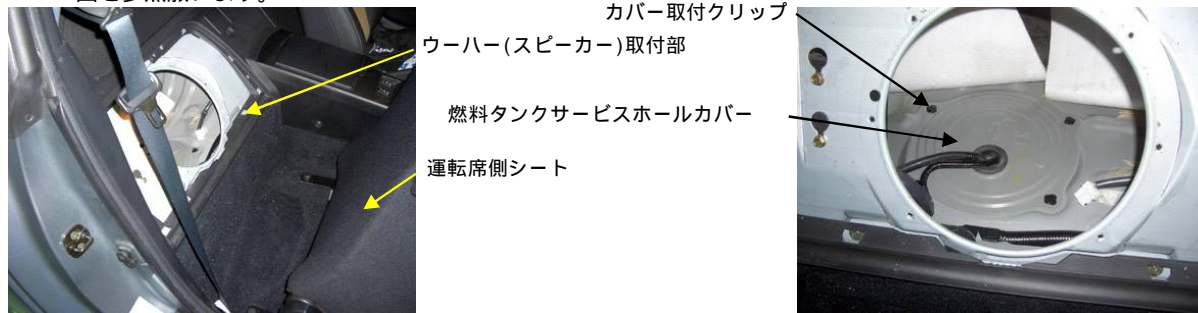 カバー取付クリップ
ウーハー(スピーカー)取付部
燃料タンクサービスホールカバー
運転席側シート